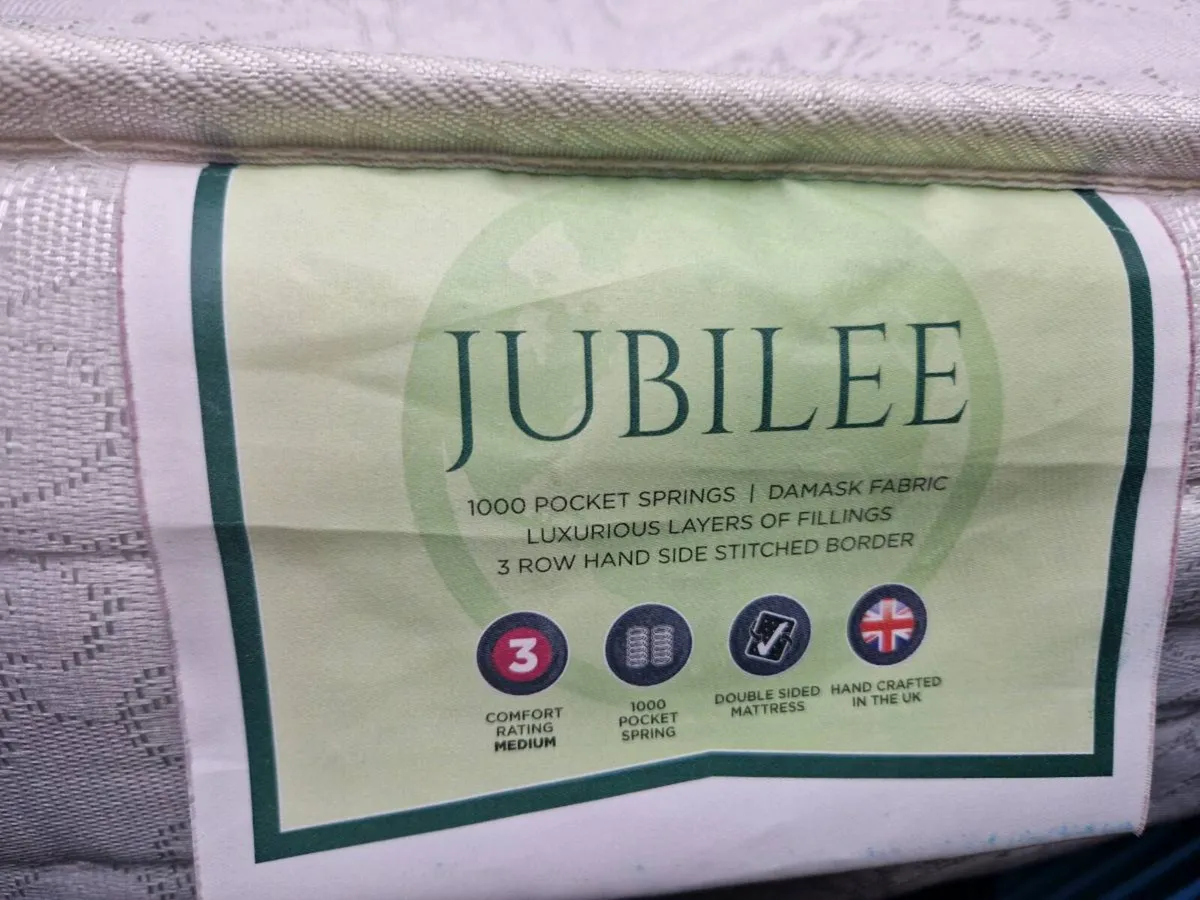 JUBILEE
1000 POCKET SPRINGS | DAMASK FABRIC
LUXURIOUS LAYERS OF FILLINGS
3 ROW HAND SIDE STITCHED BORDER
3
COMFORT
RATING
MEDIUM
1000
POCKET
SPRING
DOUBLE SIDED
MATTRESS
HAND CRAFTED
IN THE UK